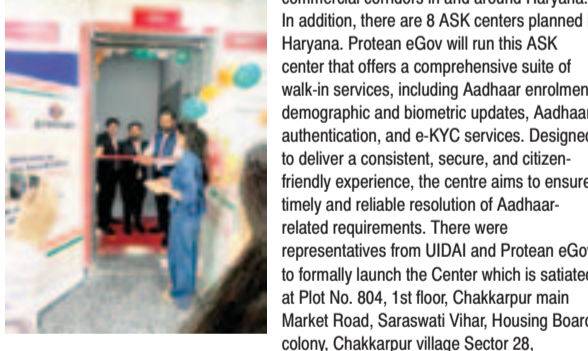 commercial corridors in and around Haryana.
In addition, there are 8 ASK centers planned
Haryana. Protean eGov will run this ASK
center that offers a comprehensive suite of
walk-in services, including Aadhaar enrolmen
demographic and biometric updates, Aadhaar
authentication, and e-KYC services. Designed
to deliver a consistent, secure, and citizen-
friendly experience, the centre aims to ensure
timely and reliable resolution of Aadhaar-
related requirements. There were
representatives from UIDAI and Protean eGov
to formally launch the Center which is satiated
at Plot No. 804, 1st floor, Chakkarpur main
Market Road, Saraswati Vihar, Housing Board
colony, Chakkarpur village Sector 28,